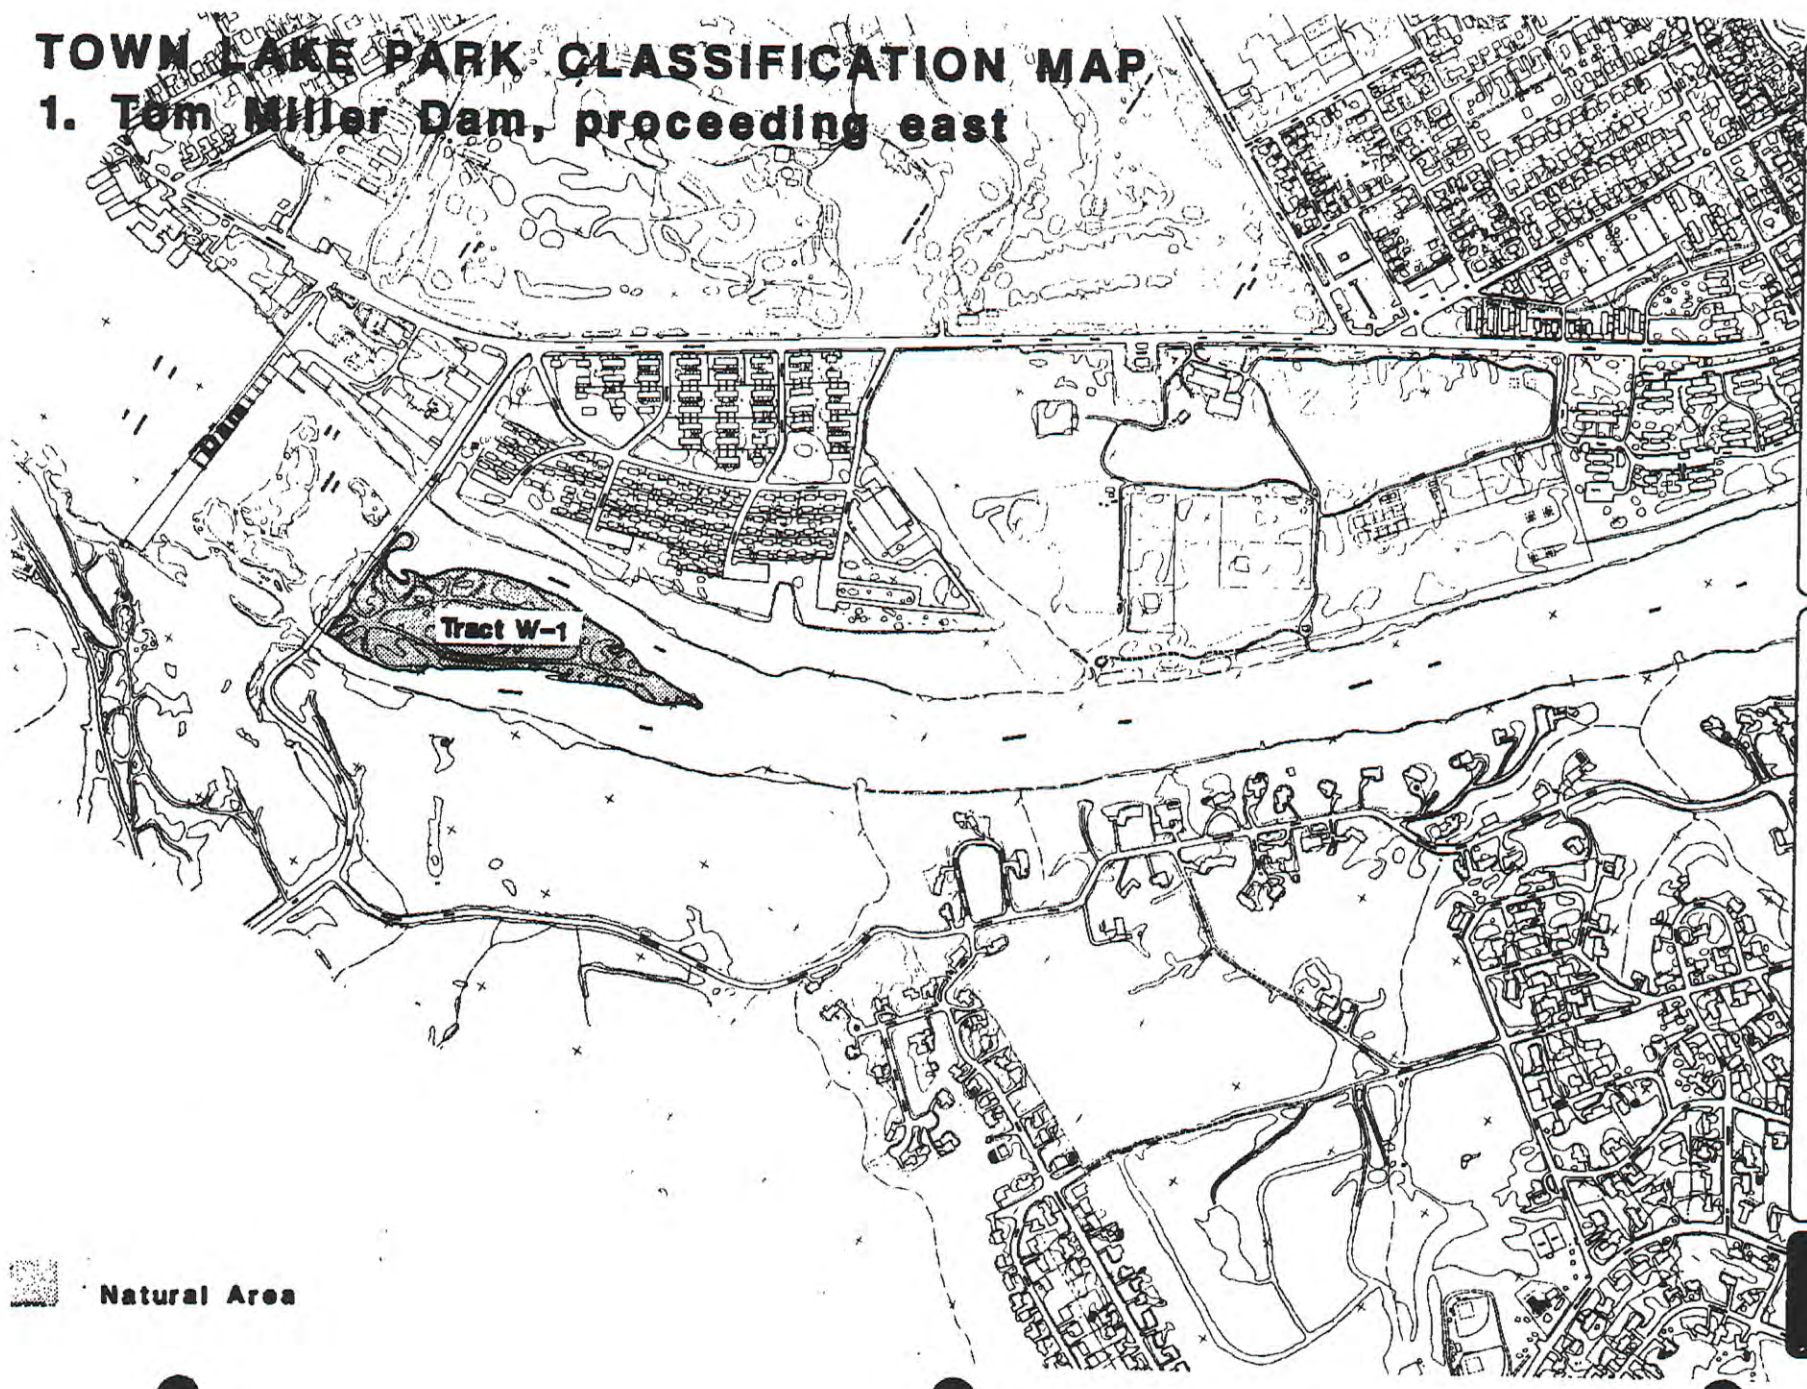 TOWN LAKE PARK CLASSIFICATION MAP
1. Tom Miller Dam, proceeding east
Dam
Tract W-1
Natural Area